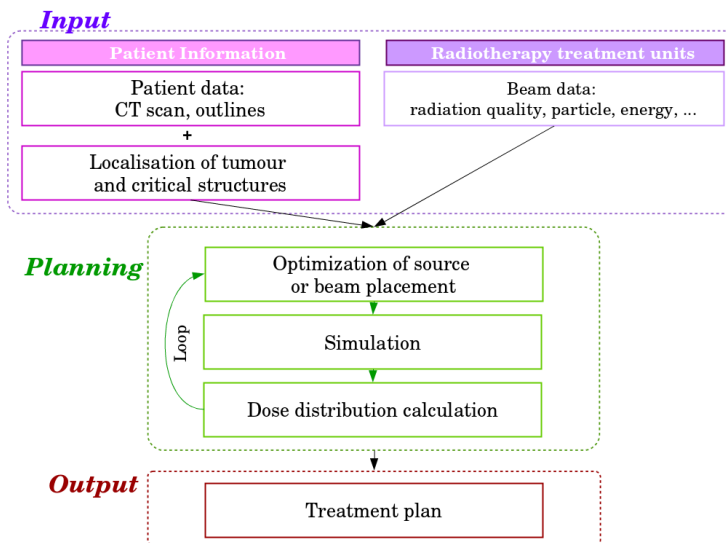 Input
Patient Information
Radiotherapy treatment units
Patient data:
CT scan, outlines
+
Localisation of tumour
and critical structures
Beam data:
radiation quality, particle, energy, ...
Planning
Optimization of source
or beam placement
Loop
Simulation
Dose distribution calculation
Output
Treatment plan